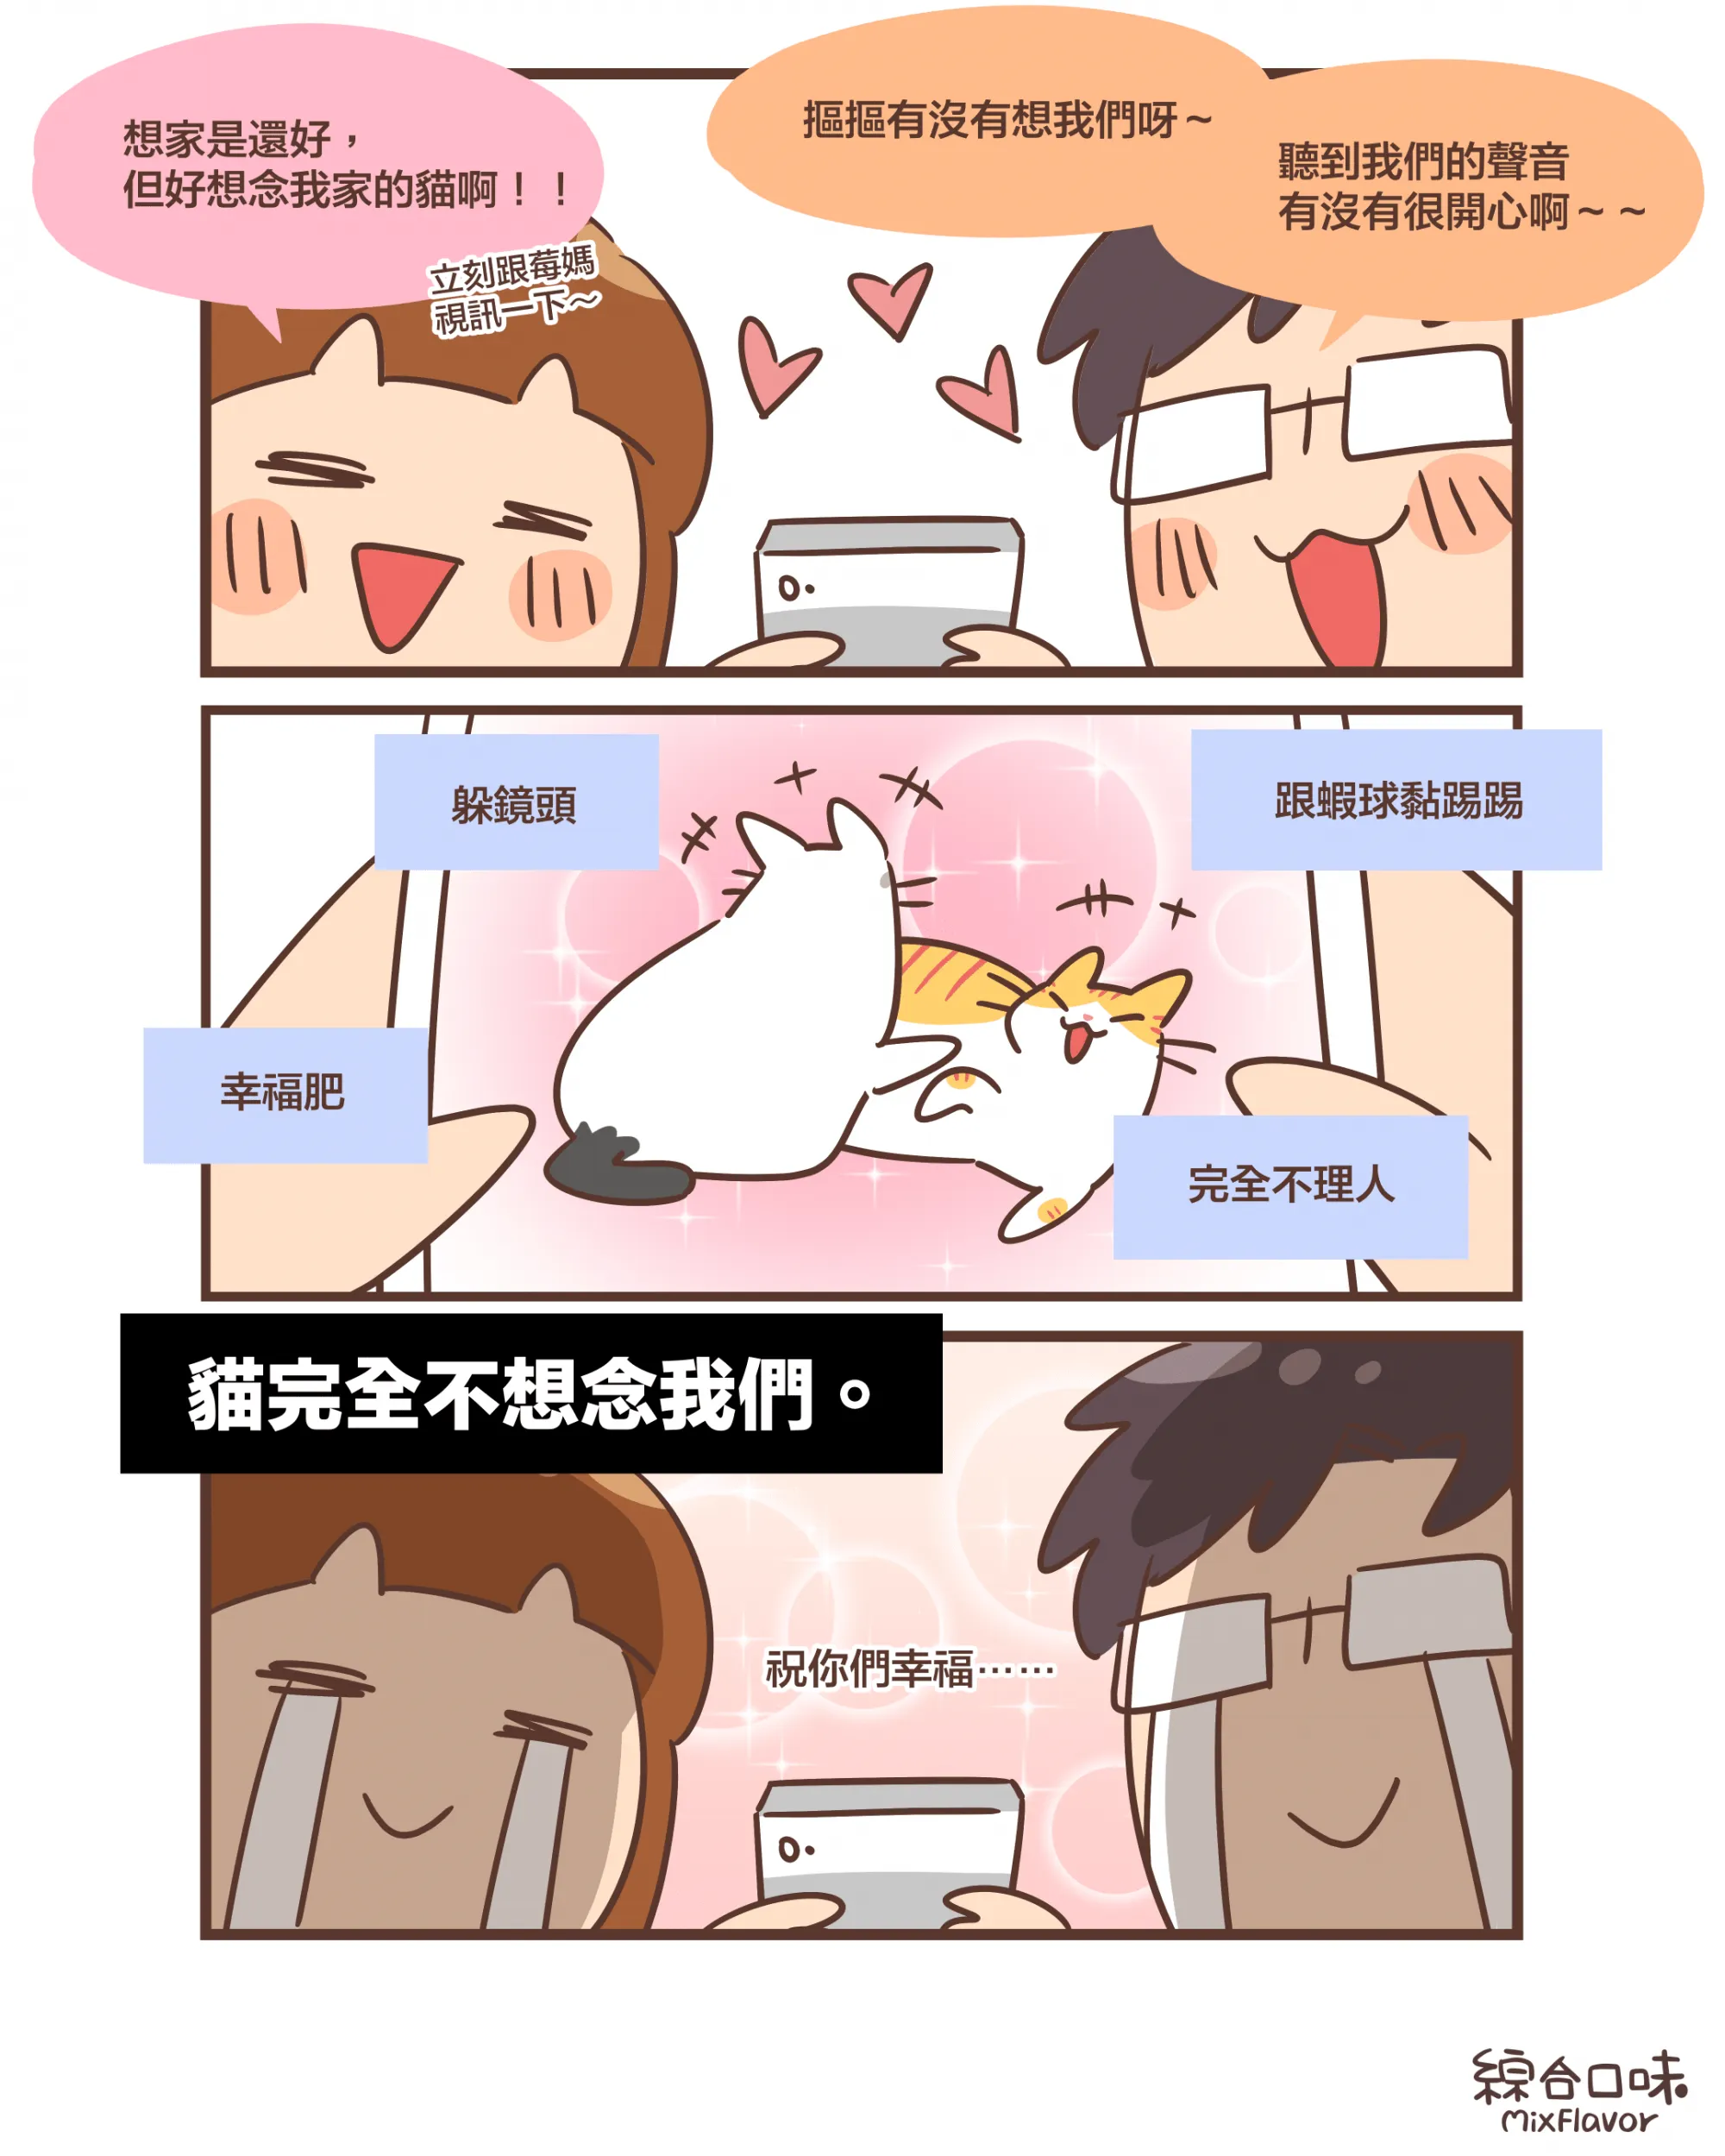 想家是還好，
但好想念我家的貓啊！！
立刻跟莓媽
視訊一下～
摳摳有沒有想我們呀～
聽到我們的聲音
有沒有很開心啊～～
躲鏡頭
跟蝦球黏踢踢
幸福肥
完全不理人
貓完全不想念我們。
祝你們幸福⋯⋯
綜合口味
MixFlavor